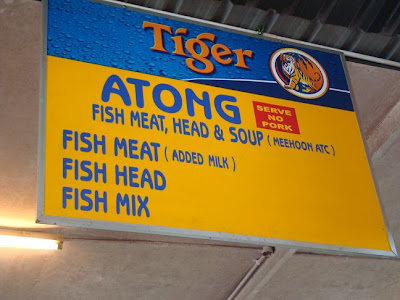 Tiger
ATONG
FISH MEAT, HEAD & SOUP ( MEEHOON ATC )
SERVE
NO
PORK
FISH MEAT ( ADDED MILK )
FISH HEAD
FISH MIX